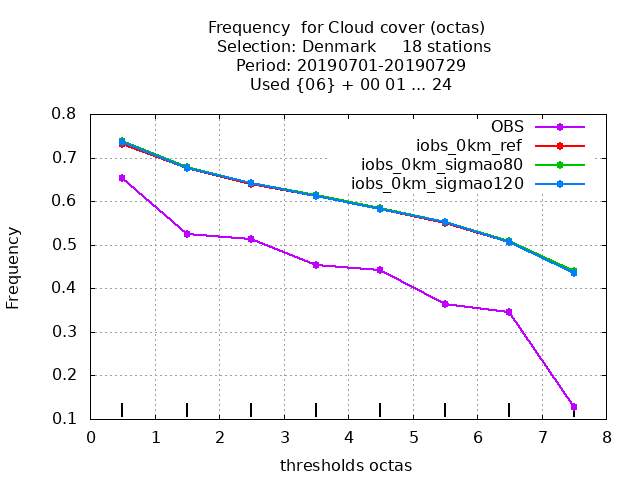 Frequency  for Cloud cover (octas)
Selection: Denmark     18 stations
Period: 20190701-20190729
Used {06} + 00 01 ... 24
OBS
iobs_0km_ref
iobs_0km_sigmao80
iobs_0km_sigmao120
0.8
0.7
0.6
0.5
0.4
0.3
0.2
0.1
Frequency
0 1 2 3 4 5 6 7 8
thresholds octas